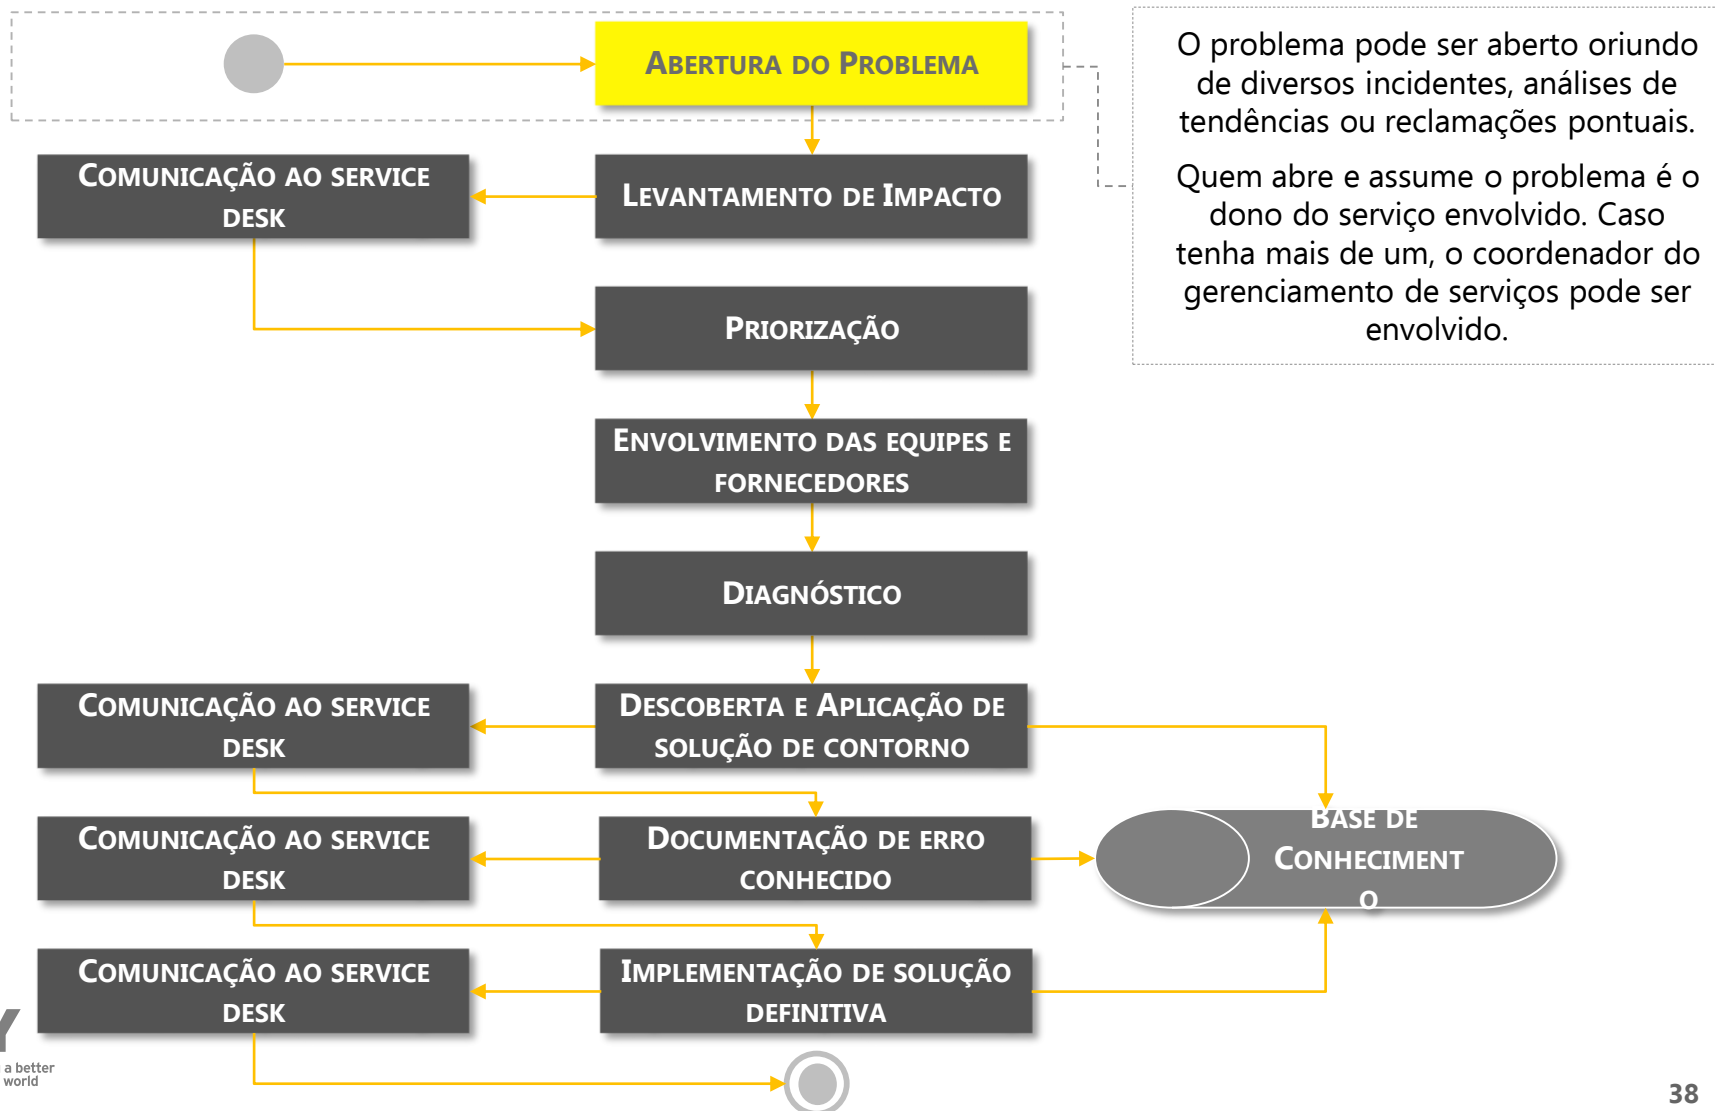 ABERTURA DO PROBLEMA
O problema pode ser aberto oriundo
de diversos incidentes, análises de
tendências ou reclamações pontuais.
Quem abre e assume o problema é o
dono do serviço envolvido. Caso
tenha mais de um, o coordenador do
gerenciamento de serviços pode ser
envolvido.
COMUNICAÇÃO AO SERVICE
DESK
LEVANTAMENTO DE IMPACTO
PRIORIZAÇÃO
ENVOLVIMENTO DAS EQUIPES E
FORNECEDORES
DIAGNÓSTICO
COMUNICAÇÃO AO SERVICE
DESK
DESCOBERTA E APLICAÇÃO DE
SOLUÇÃO DE CONTORNO
COMUNICAÇÃO AO SERVICE
DESK
DOCUMENTAÇÃO DE ERRO
CONHECIDO
BASE DE
CONHECIMENT
O
COMUNICAÇÃO AO SERVICE
DESK
IMPLEMENTAÇÃO DE SOLUÇÃO
DEFINITIVA
Y
a better
world
38